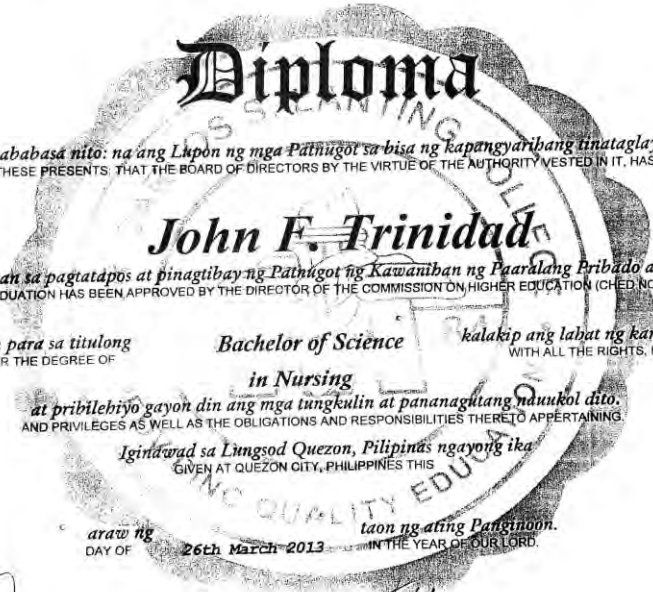 Diploma
ababasa nito: na ang Lupon ng mga Patnugot sa bisa ng kapangyarihang tinataglay
THESE PRESENTS: THAT THE BOARD OF DIRECTORS BY THE VIRTUE OF THE AUTHORITY VESTED IN IT, HAS
John F. Trinidad
an sa pagtatapos at pinagtibay ng Patnugot ng Kawanihan ng Paaralang Pribado a
DUATION HAS BEEN APPROVED BY THE DIRECTOR OF THE COMMISSION ON HIGHER EDUCATION (CHED NO
para sa titulong Bachelor of Science kalakip ang lahat ng kar
R THE DEGREE OF WITH ALL THE RIGHTS,
in Nursing
at pribilehiyo gayon din ang mga tungkulin at pananagutang nauukol dito.
AND PRIVILEGES AS WELL AS THE OBLIGATIONS AND RESPONSIBILITIES THERETO APPERTAINING.
Iginawad sa Lungsod Quezon, Pilipinas ngayong ika
GIVEN AT QUEZON CITY, PHILIPPINES THIS
QUALITY EDUCATION
araw ng taon ng ating Panginoon.
DAY OF 26th March 2013 IN THE YEAR OF OUR LORD.